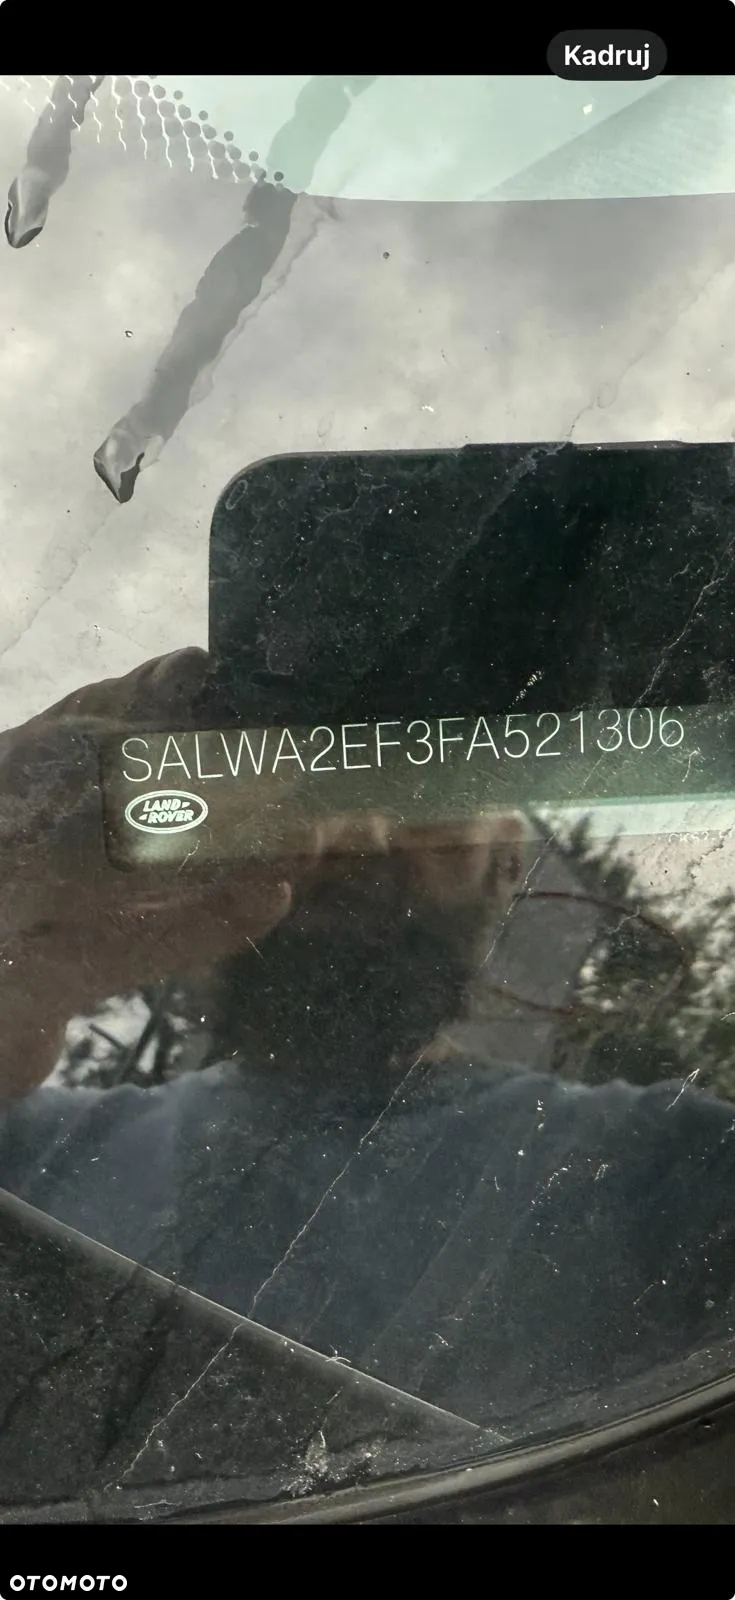 Kadruj
SALWA2EF3FA521306
LAND-
-ROVER
OTOMOTO